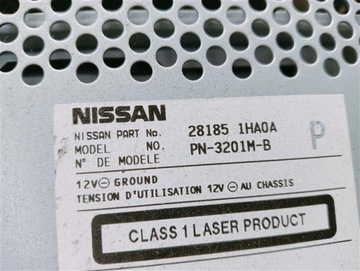 NISSAN
NISSAN PART No. 28185 1HA0A
MODEL NO. PN-3201M-B
N° DE MODELE
P
12V⊖ GROUND
TENSION D'UTILISATION 12V ⊖ AU CHASSIS
CLASS 1 LASER PRODUCT